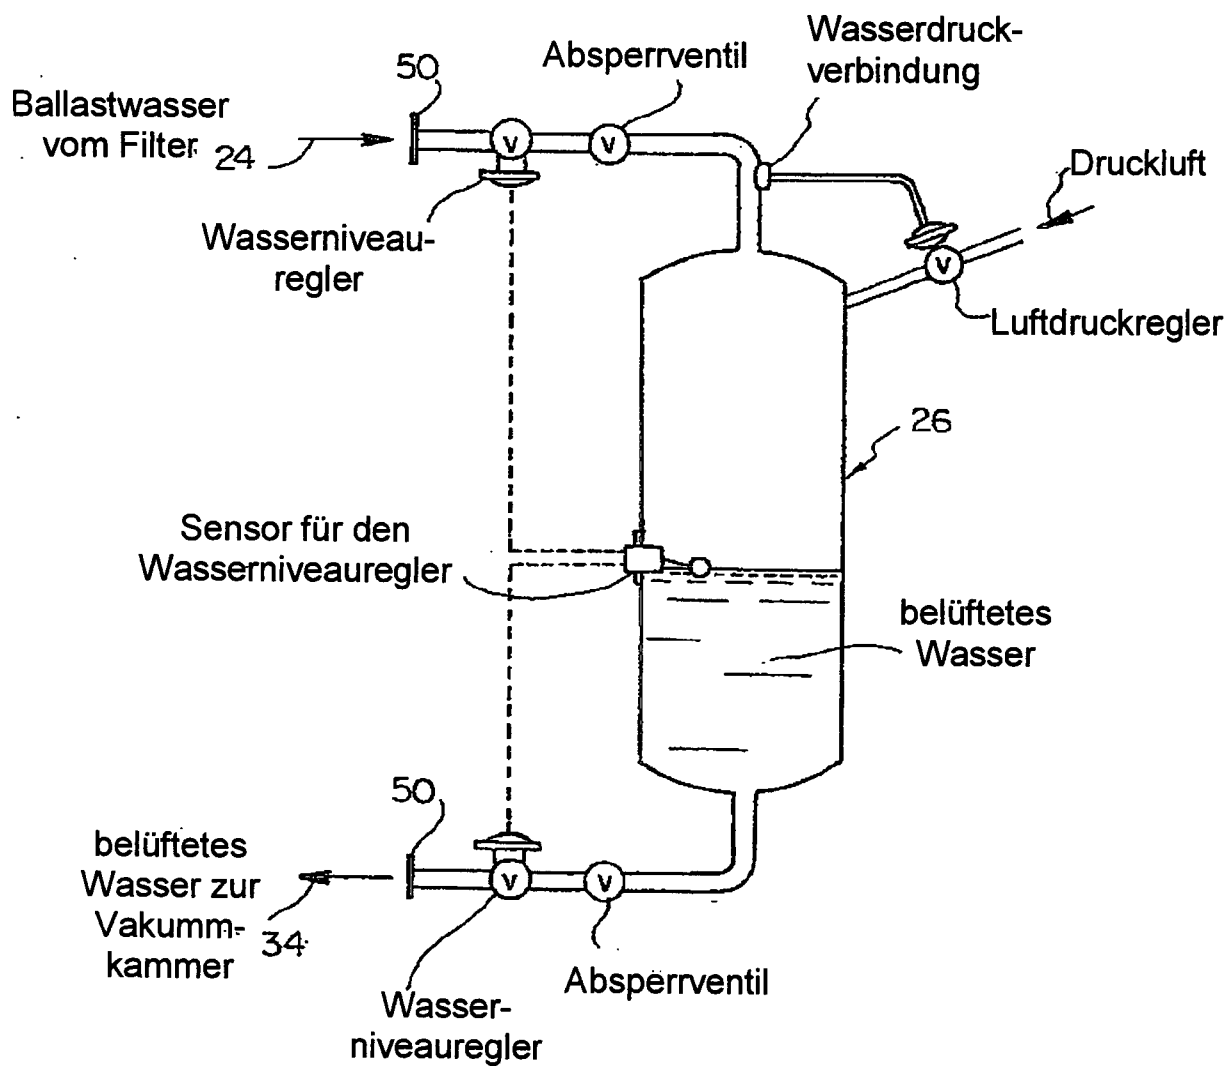 Wasserdruck-
verbindung
Absperrventil
50
Ballastwasser
vom Filter 24
V
V
Druckluft
Wasserniveau-
regler
V
Luftdruckregler
26
Sensor für den
Wasserniveauregler
belüftetes
Wasser
50
belüftetes
Wasser zur
Vakumm-
kammer
34
V
V
Absperrventil
Wasser-
niveauregler